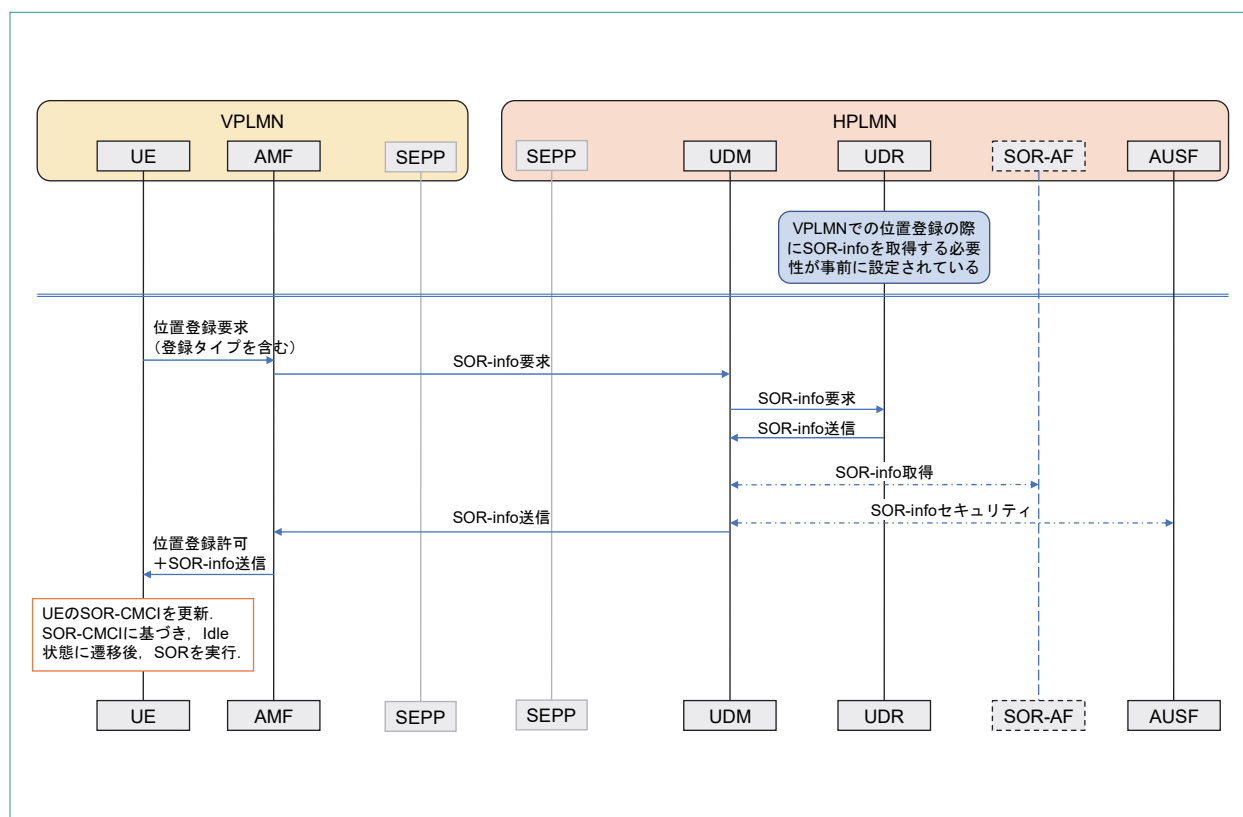 VPLMN
HPLMN
UE
AMF
SEPP
SEPP
UDM
UDR
SOR-AF
AUSF
VPLMNでの位置登録の際
にSOR-infoを取得する必要
性が事前に設定されている
位置登録要求
(登録タイプを含む)
SOR-info要求
SOR-info要求
SOR-info送信
SOR-info取得
SOR-infoセキュリティ
SOR-info送信
位置登録許可
+SOR-info送信
UEのSOR-CMCIを更新.
SOR-CMCIに基づき,Idle
状態に遷移後,SORを実行.
UE
AMF
SEPP
SEPP
UDM
UDR
SOR-AF
AUSF